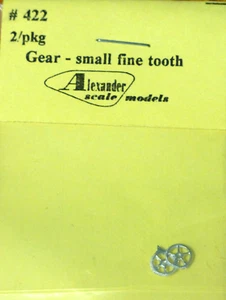 # 422
2/pkg
Gear - small fine tooth
Alexander
scale models